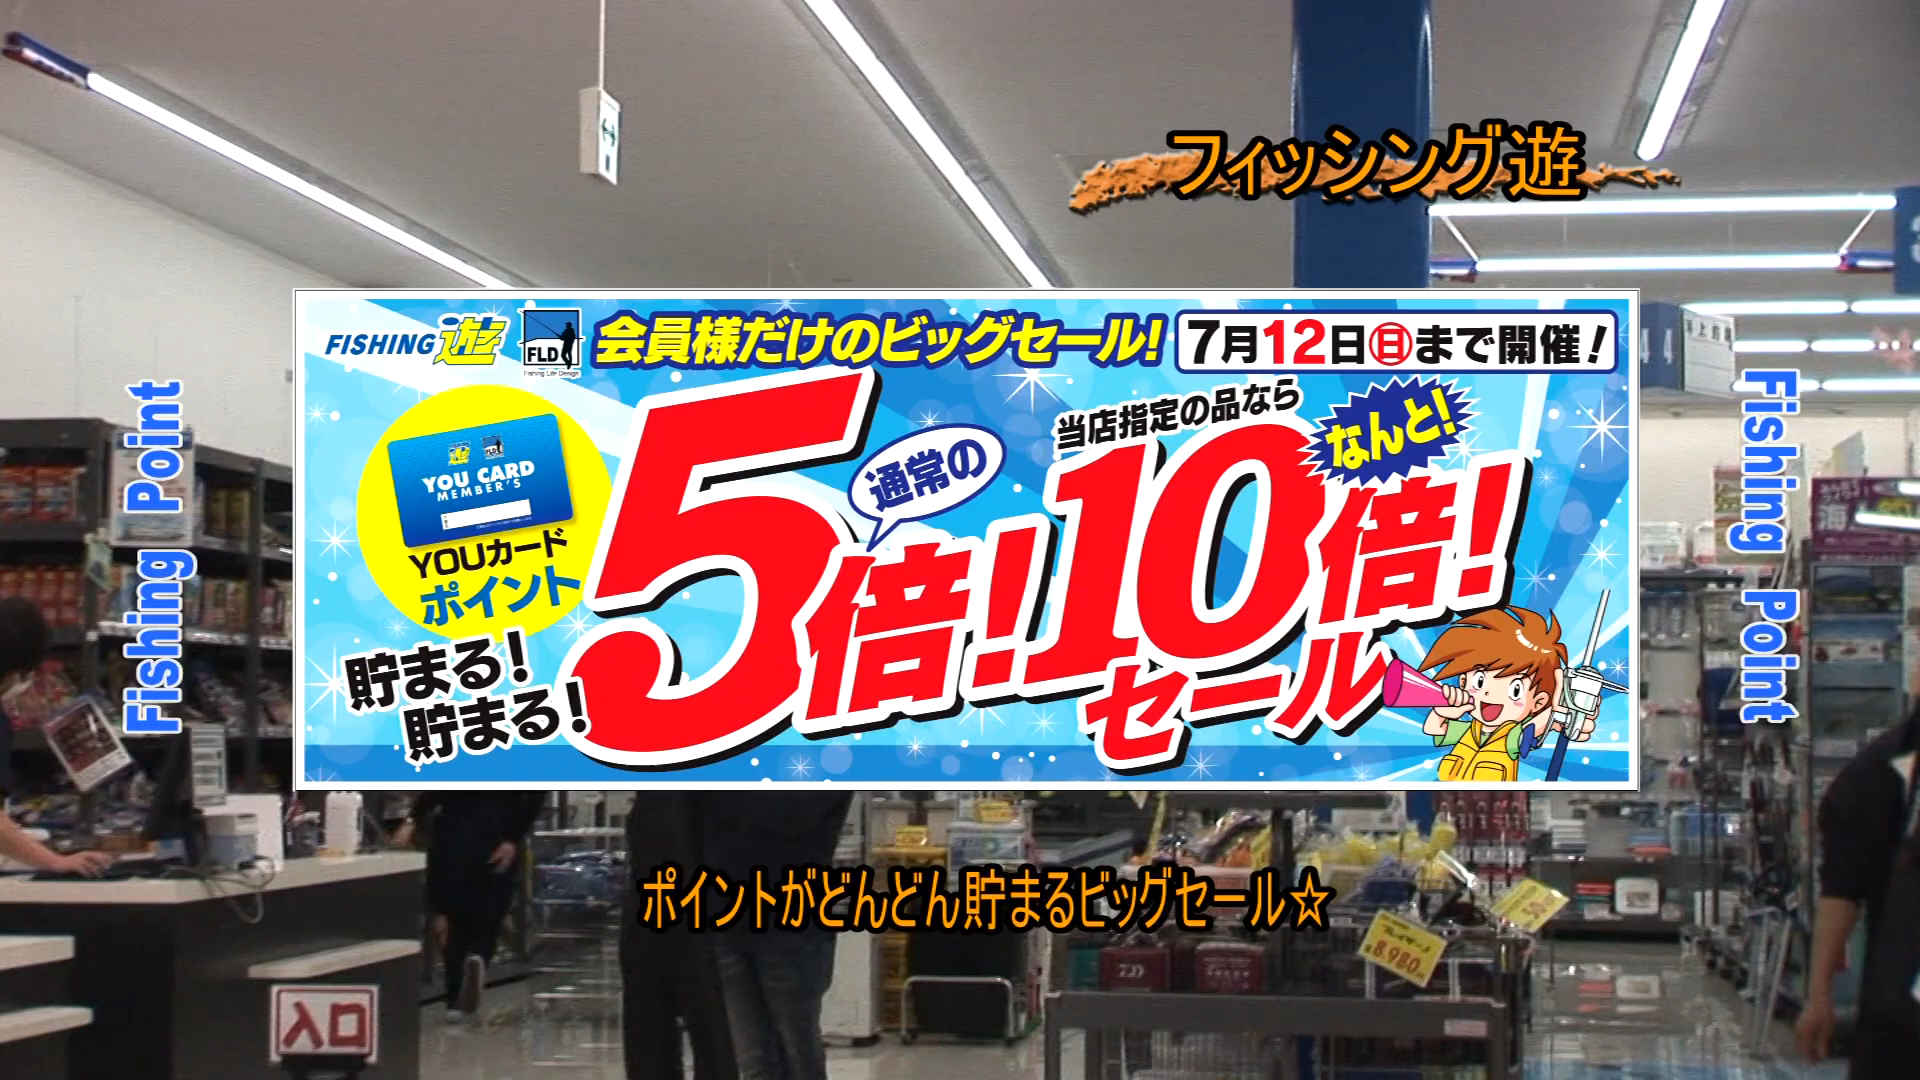 フィッシング遊
FISHING遊
FLD
Fishing Life Design
会員様だけのビッグセール!
7月12日㊐まで開催!
YOU CARD
MEMBER'S
YOUカード
ポイント
貯まる!
貯まる!
通常の
5倍!
当店指定の品なら
なんと!
10倍!
セール
Fishing Point
Fishing Point
ポイントがどんどん貯まるビッグセール☆
入口
8,980